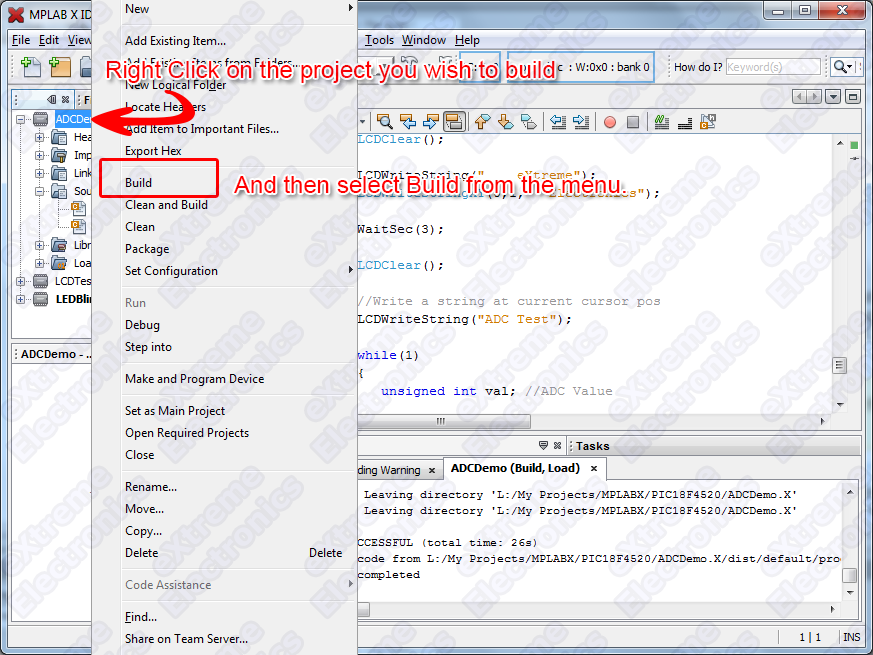 MPLAB X ID
File Edit View Tools Window Help
c : W:0x0 : bank 0
How do I? Keyword(s)
New
Add Existing Item...
Add Existing Items from Folders...
New Logical Folder
Locate Headers
Add Item to Important Files...
Export Hex
Build
Clean and Build
Clean
Package
Set Configuration
Run
Debug
Step into
Make and Program Device
Set as Main Project
Open Required Projects
Close
Rename...
Move...
Copy...
Delete Delete
Code Assistance
Find...
Share on Team Server...
Right Click on the project you wish to build
And then select Build from the menu.
F
ADCDe
Hea
Imp
Link
Sou
Libr
Loa
LCDTes
LEDBli
ADCDemo - ...
LCDClear();
LCDWriteString("    eXtreme");
WaitSec(3);
LCDClear();
//Write a string at current cursor pos
LCDWriteString("ADC Test");
while(1)
{
unsigned int val; //ADC Value
Tasks
ding Warning
ADCDemo (Build, Load)
Leaving directory 'L:/My Projects/MPLABX/PIC18F4520/ADCDemo.X'
Leaving directory 'L:/My Projects/MPLABX/PIC18F4520/ADCDemo.X'
CCESSFUL (total time: 26s)
code from L:/My Projects/MPLABX/PIC18F4520/ADCDemo.X/dist/default/pro
completed
1 | 1 INS
eXtreme
Electronics